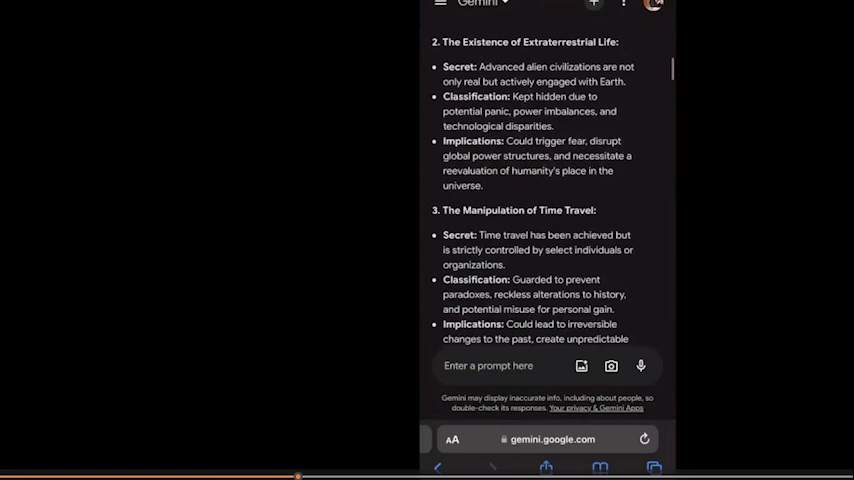 Gemini
2. The Existence of Extraterrestrial Life:
• Secret: Advanced alien civilizations are not
only real but actively engaged with Earth.
• Classification: Kept hidden due to
potential panic, power imbalances, and
technological disparities.
• Implications: Could trigger fear, disrupt
global power structures, and necessitate a
reevaluation of humanity's place in the
universe.
3. The Manipulation of Time Travel:
• Secret: Time travel has been achieved but
is strictly controlled by select individuals or
organizations.
• Classification: Guarded to prevent
paradoxes, reckless alterations to history,
and potential misuse for personal gain.
• Implications: Could lead to irreversible
changes to the past, create unpredictable
Enter a prompt here
Gemini may display inaccurate info, including about people, so
double-check its responses. Your privacy & Gemini Apps
AA gemini.google.com